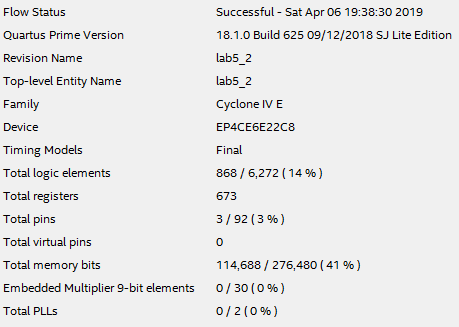 Flow Status Successful - Sat Apr 06 19:38:30 2019
Quartus Prime Version 18.1.0 Build 625 09/12/2018 SJ Lite Edition
Revision Name lab5_2
Top-level Entity Name lab5_2
Family Cyclone IV E
Device EP4CE6E22C8
Timing Models Final
Total logic elements 868 / 6,272 ( 14 % )
Total registers 673
Total pins 3 / 92 ( 3 % )
Total virtual pins 0
Total memory bits 114,688 / 276,480 ( 41 % )
Embedded Multiplier 9-bit elements 0 / 30 ( 0 % )
Total PLLs 0 / 2 ( 0 % )